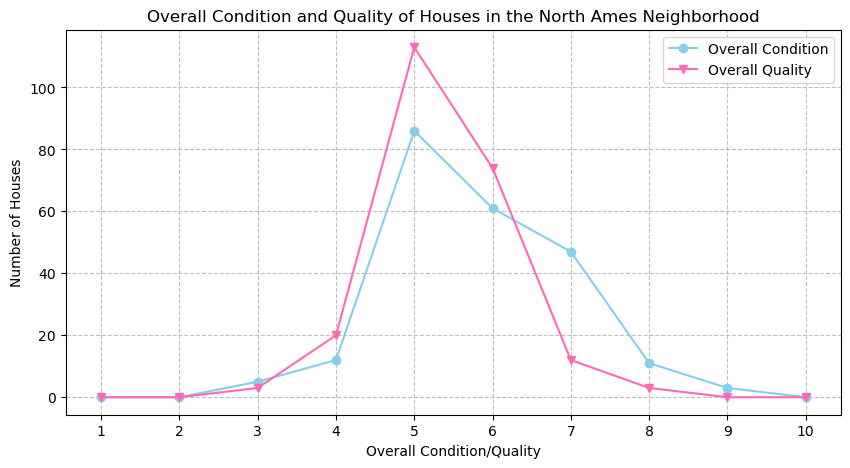 Overall Condition and Quality of Houses in the North Ames Neighborhood
Overall Condition
Overall Quality
Number of Houses
100
80
60
40
20
0
1 2 3 4 5 6 7 8 9 10
Overall Condition/Quality